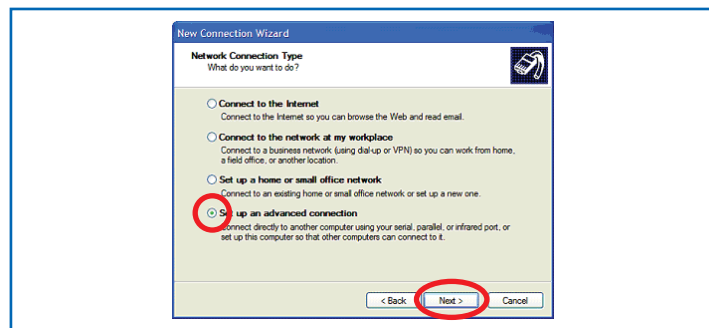 New Connection Wizard
Network Connection Type
What do you want to do?
Connect to the Internet
Connect to the Internet so you can browse the Web and read email.
Connect to the network at my workplace
Connect to a business network (using dial-up or VPN) so you can work from home,
a field office, or another location.
Set up a home or small office network
Connect to an existing home or small office network or set up a new one.
Set up an advanced connection
Connect directly to another computer using your serial, parallel, or infrared port, or
set up this computer so that other computers can connect to it.
< Back Next > Cancel